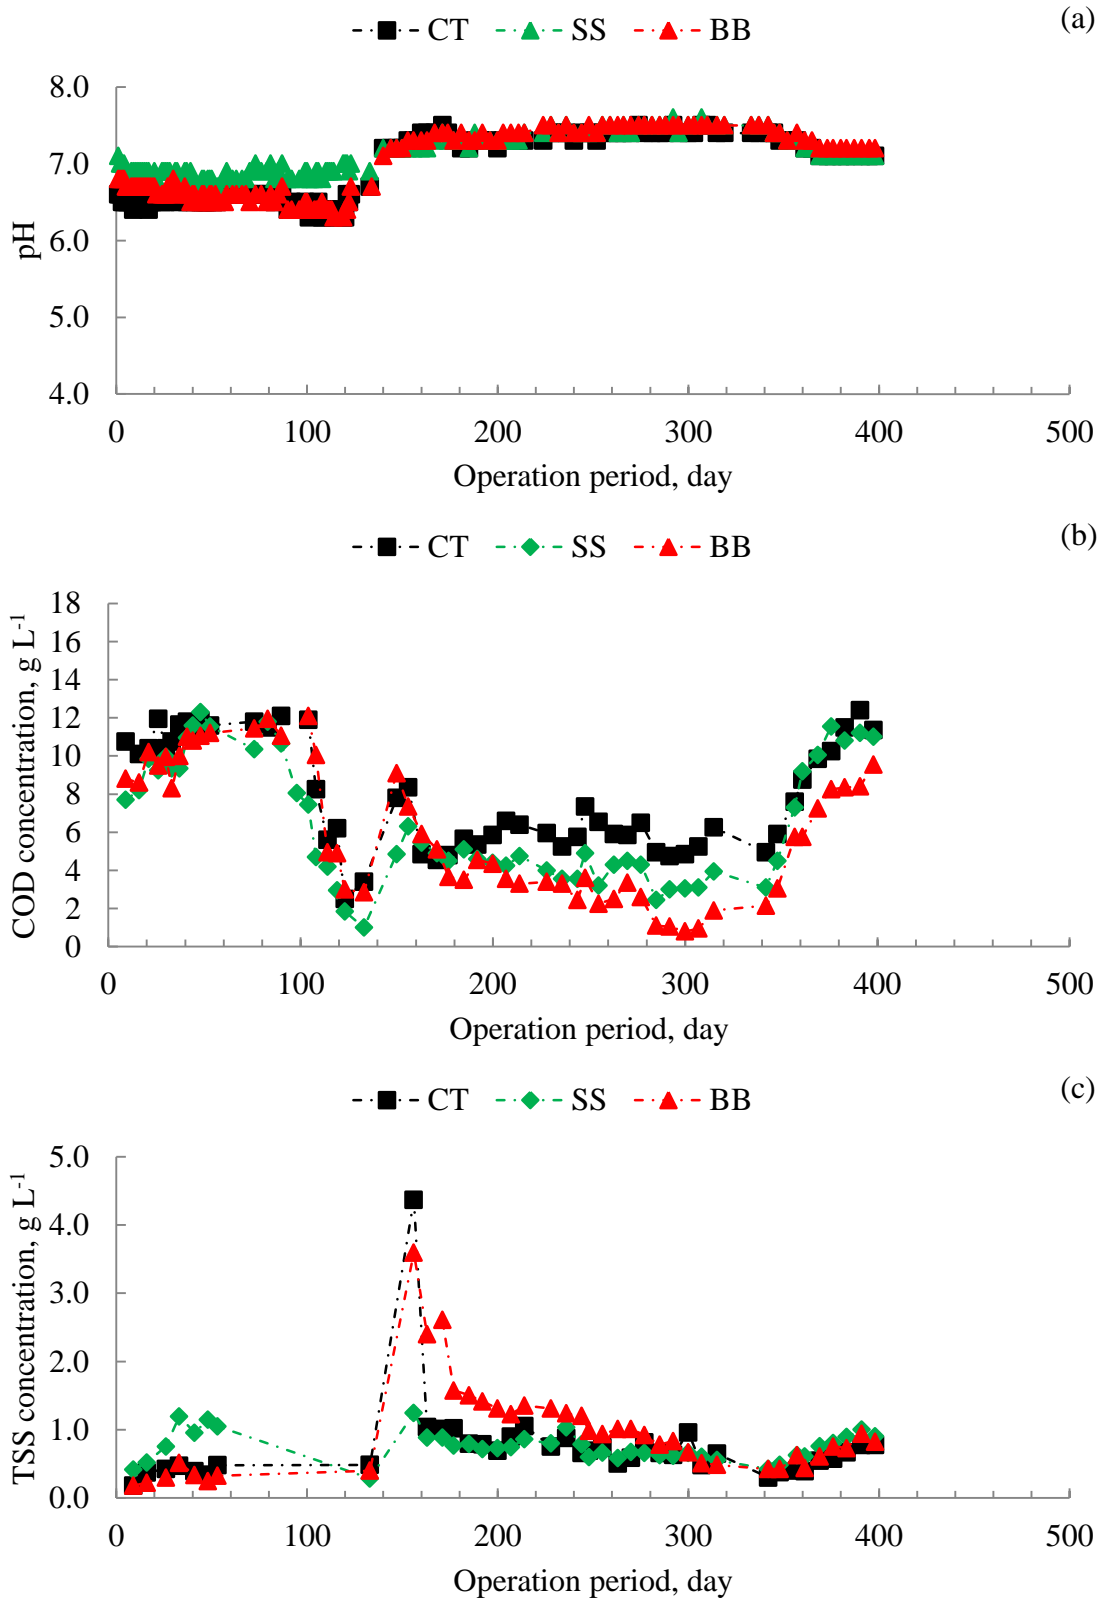 (a)
CT SS BB
8.0
7.0
6.0
5.0
4.0
pH
0 100 200 300 400 500
Operation period, day
(b)
CT SS BB
18
16
14
12
10
8
6
4
2
0
COD concentration, g L-1
0 100 200 300 400 500
Operation period, day
(c)
CT SS BB
5.0
4.0
3.0
2.0
1.0
0.0
TSS concentration, g L-1
0 100 200 300 400 500
Operation period, day